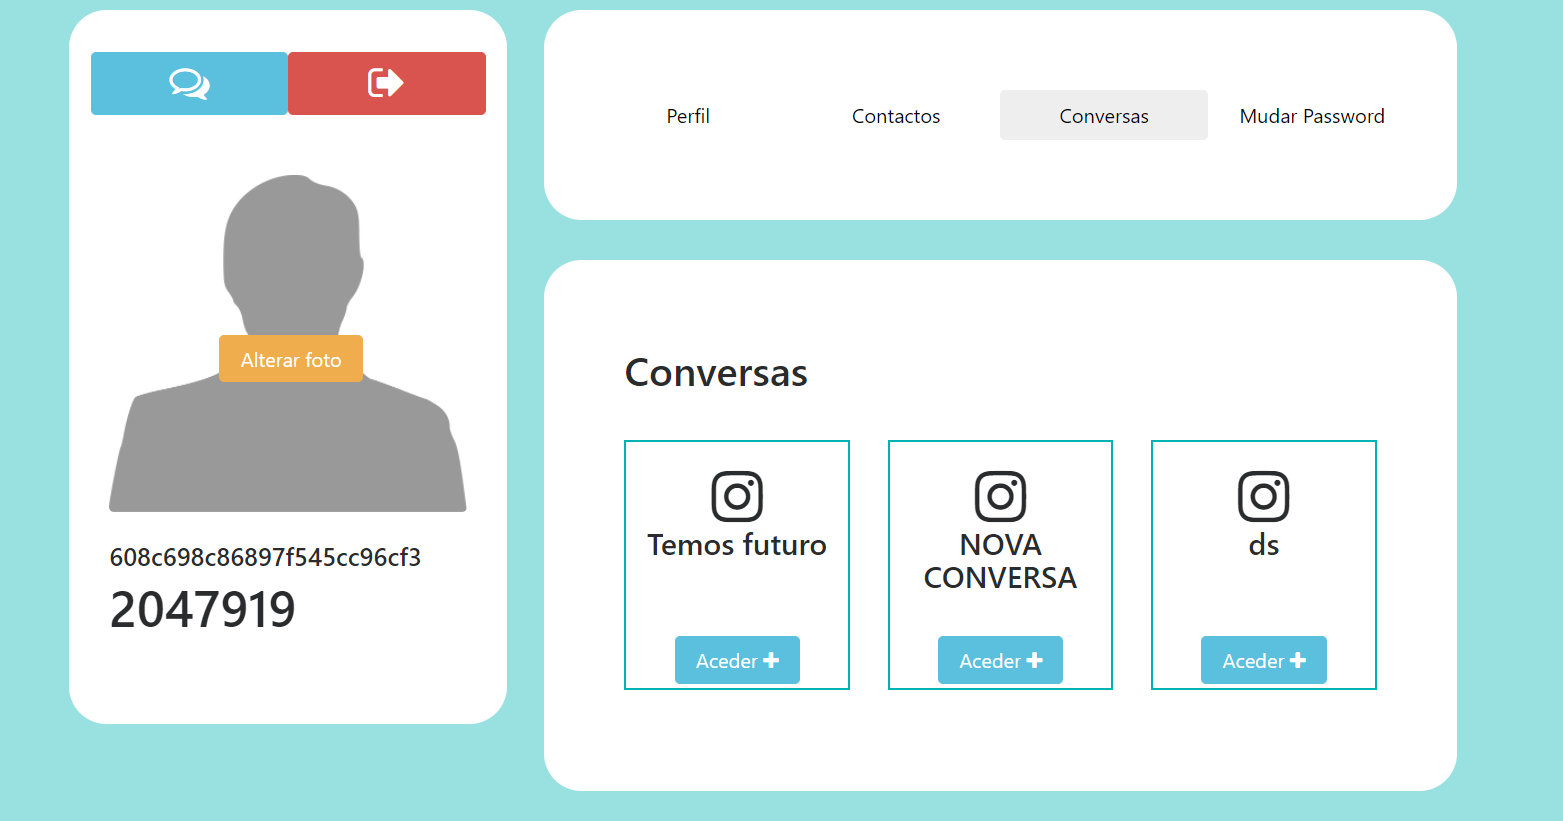 Perfil
Contactos
Conversas
Mudar Password
Alterar foto
608c698c86897f545cc96cf3
2047919
Conversas
Temos futuro
Aceder
NOVA
CONVERSA
Aceder
ds
Aceder